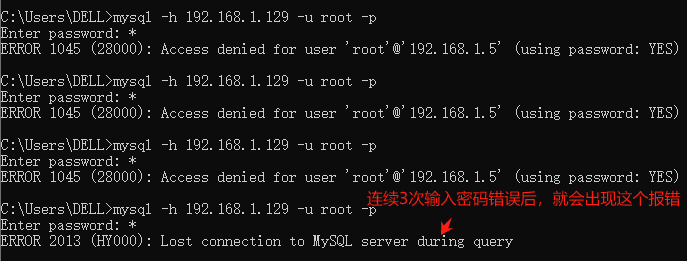 C:\Users\DELL>mysql -h 192.168.1.129 -u root -p
Enter password: *
ERROR 1045 (28000): Access denied for user 'root'@'192.168.1.5' (using password: YES)
C:\Users\DELL>mysql -h 192.168.1.129 -u root -p
Enter password: *
ERROR 1045 (28000): Access denied for user 'root'@'192.168.1.5' (using password: YES)
C:\Users\DELL>mysql -h 192.168.1.129 -u root -p
Enter password: *
ERROR 1045 (28000): Access denied for user 'root'@'192.168.1.5' (using password: YES)
连续3次输入密码错误后，就会出现这个报错
C:\Users\DELL>mysql -h 192.168.1.129 -u root -p
Enter password: *
ERROR 2013 (HY000): Lost connection to MySQL server during query